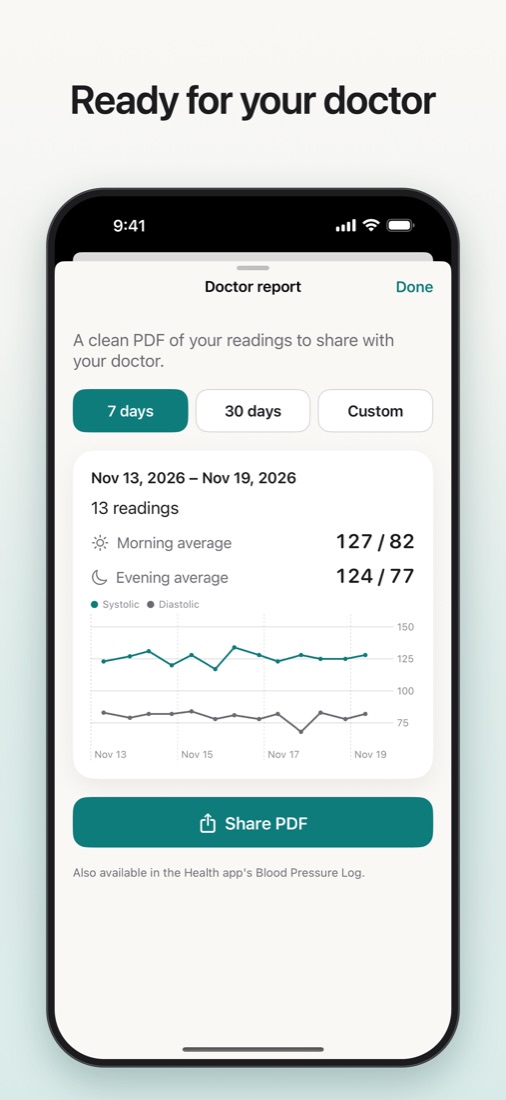 Ready for your doctor
9:41
Doctor report
Done
A clean PDF of your readings to share with
your doctor.
7 days
30 days
Custom
Nov 13, 2026 – Nov 19, 2026
13 readings
Morning average
127 / 82
Evening average
124 / 77
Systolic
Diastolic
150
125
100
75
Nov 13
Nov 15
Nov 17
Nov 19
Share PDF
Also available in the Health app's Blood Pressure Log.